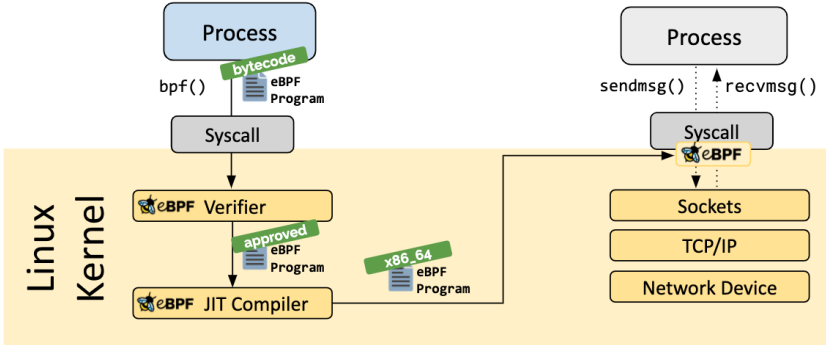 Process
bytecode
bpf()
eBPF
Program
Syscall
Linux
Kernel
eBPF Verifier
approved
eBPF
Program
eBPF JIT Compiler
x86_64
eBPF
Program
Process
sendmsg() recvmsg()
Syscall
eBPF
Sockets
TCP/IP
Network Device